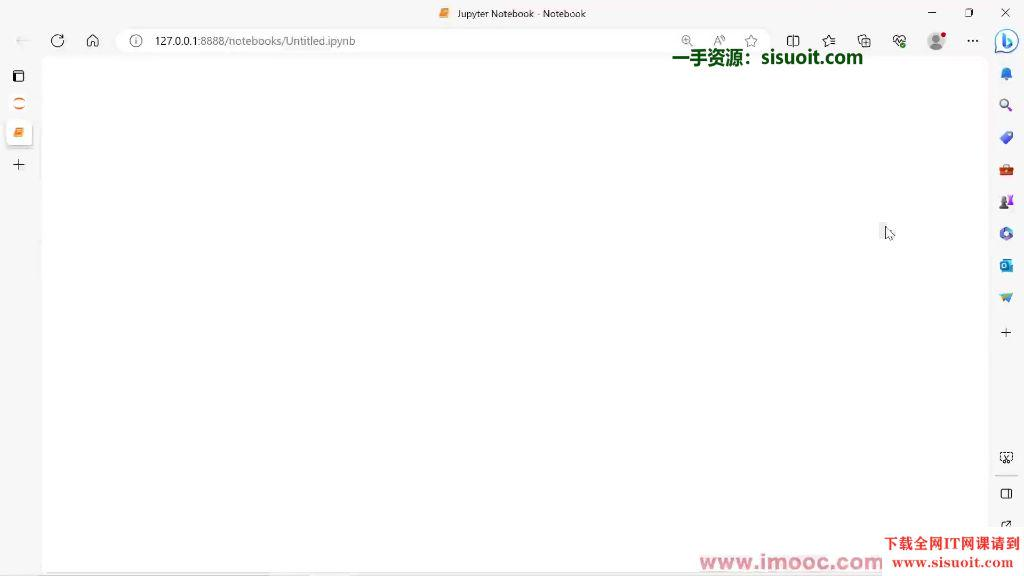 Jupyter Notebook - Notebook
127.0.0.1:8888/notebooks/Untitled.ipynb
一手资源：sisuoit.com
下载全网IT网课请到
www.imooc.com
www.sisuoit.com